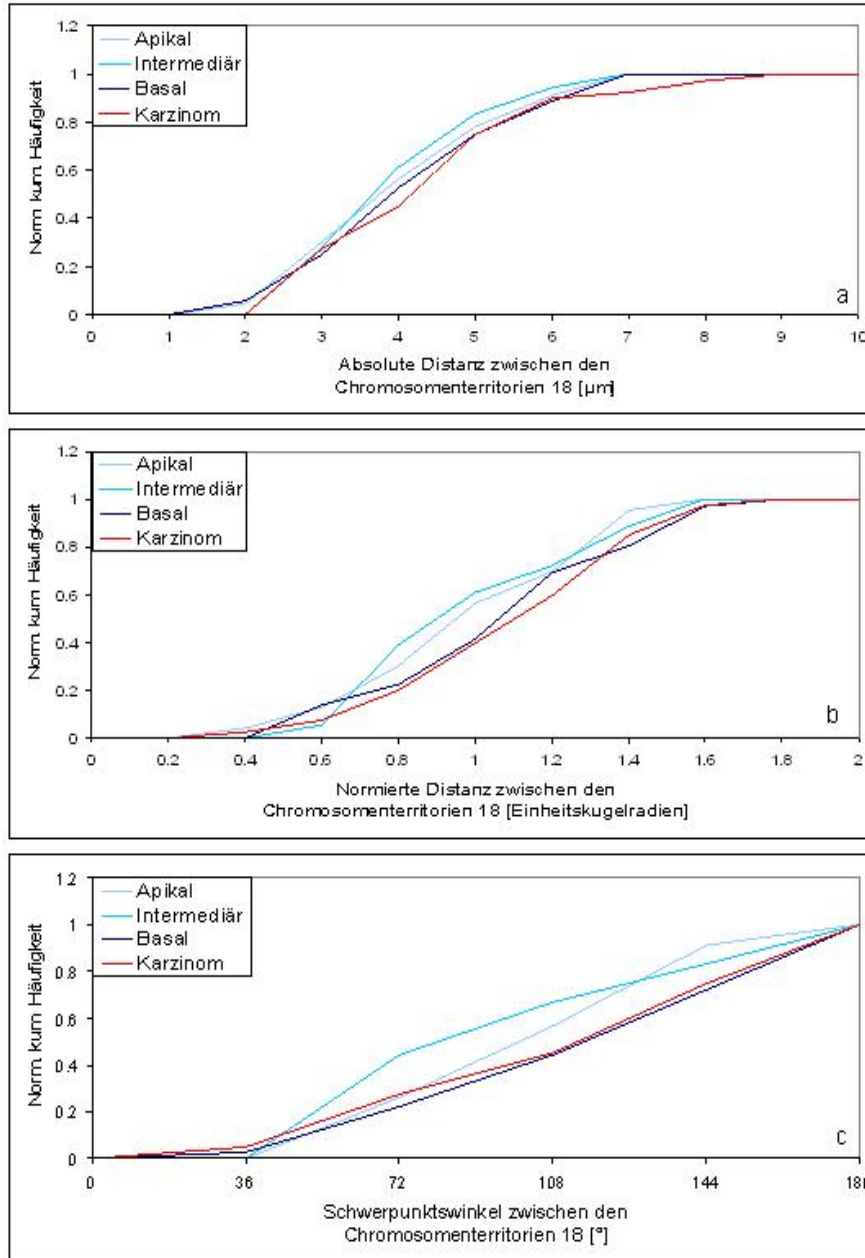 1.2
1
0.8
0.6
0.4
0.2
0
Norm. kum. Häufigkeit
Apikal
Intermediär
Basal
Karzinom
a
0 1 2 3 4 5 6 7 8 9 10
Absolute Distanz zwischen den
Chromosomenterritorien 18 [µm]
1.2
1
0.8
0.6
0.4
0.2
0
Norm. kum. Häufigkeit
Apikal
Intermediär
Basal
Karzinom
b
0 0.2 0.4 0.6 0.8 1 1.2 1.4 1.6 1.8 2
Normierte Distanz zwischen den
Chromosomenterritorien 18 [Einheitskugelradien]
1.2
1
0.8
0.6
0.4
0.2
0
Norm. kum. Häufigkeit
Apikal
Intermediär
Basal
Karzinom
c
0 36 72 108 144
Schwerpunktswinkel zwischen den
Chromosomenterritorien 18 [°]